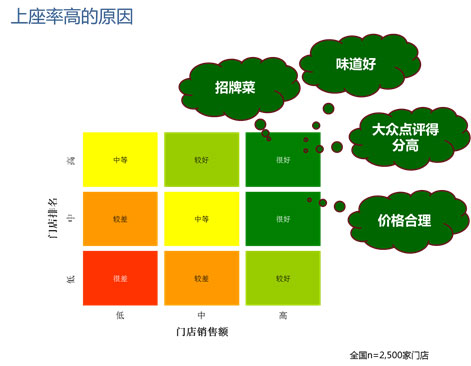 上座率高的原因
招牌菜
味道好
大众点评得
分高
价格合理
高
中等
较好
很好
门店排名
中
较差
中等
很好
低
很差
较差
较好
低
中
高
门店销售额
全国n=2,500家门店